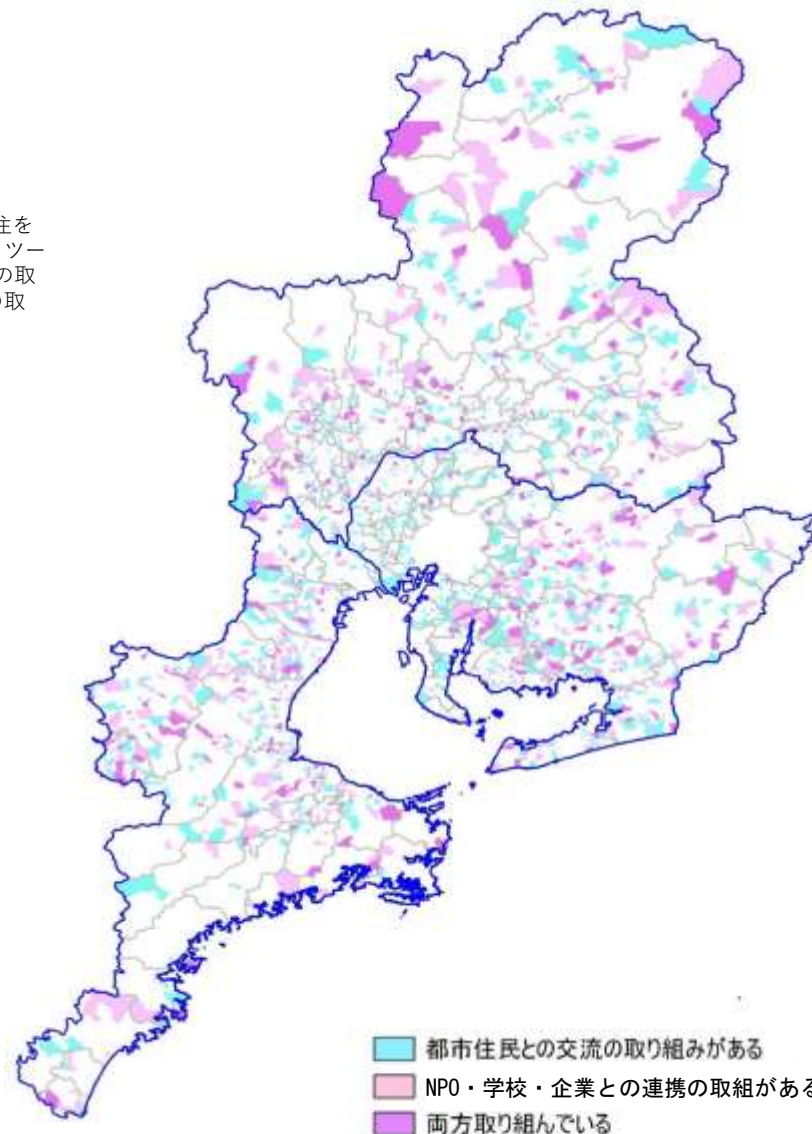 住を
ツー
の取
の取
都市住民との交流の取り組みがある
NPO・学校・企業との連携の取組がある
両方取り組んでいる